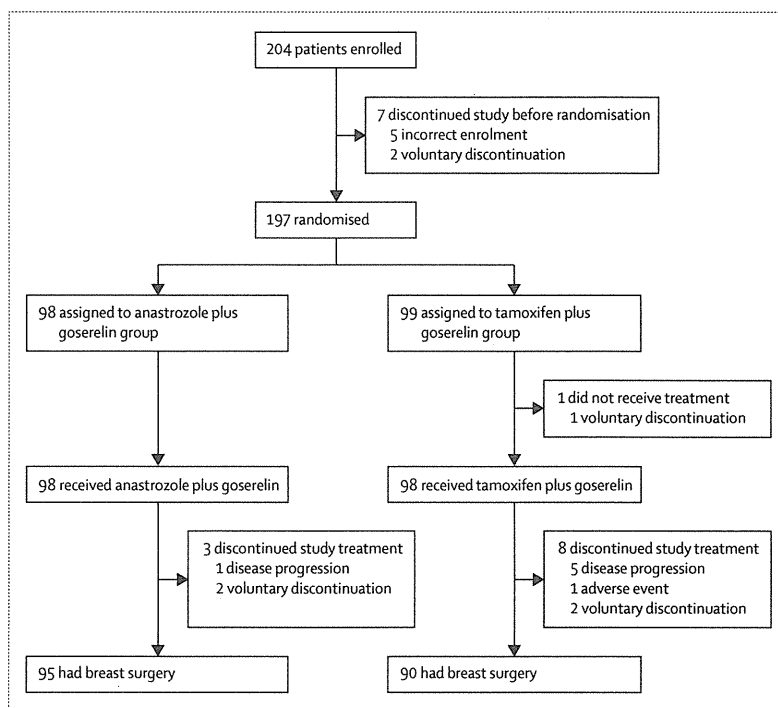 204 patients enrolled
7 discontinued study before randomisation
5 incorrect enrolment
2 voluntary discontinuation
197 randomised
98 assigned to anastrozole plus
goserelin group
99 assigned to tamoxifen plus
goserelin group
1 did not receive treatment
1 voluntary discontinuation
98 received anastrozole plus goserelin
98 received tamoxifen plus goserelin
3 discontinued study treatment
1 disease progression
2 voluntary discontinuation
8 discontinued study treatment
5 disease progression
1 adverse event
2 voluntary discontinuation
95 had breast surgery
90 had breast surgery